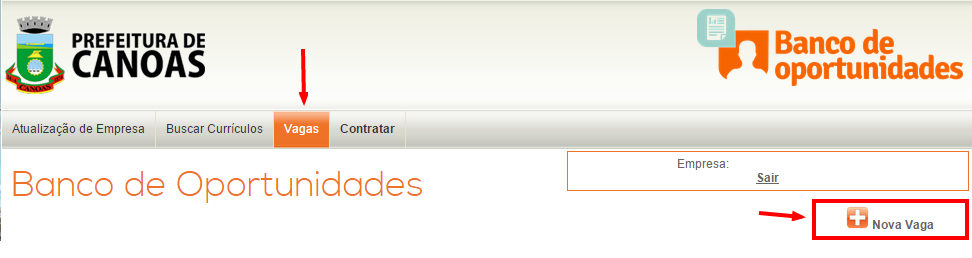 PREFEITURA DE
CANOAS
CANOAS
Banco de
oportunidades
Atualização de Empresa
Buscar Currículos
Vagas
Contratar
Banco de Oportunidades
Empresa:
Sair
Nova Vaga